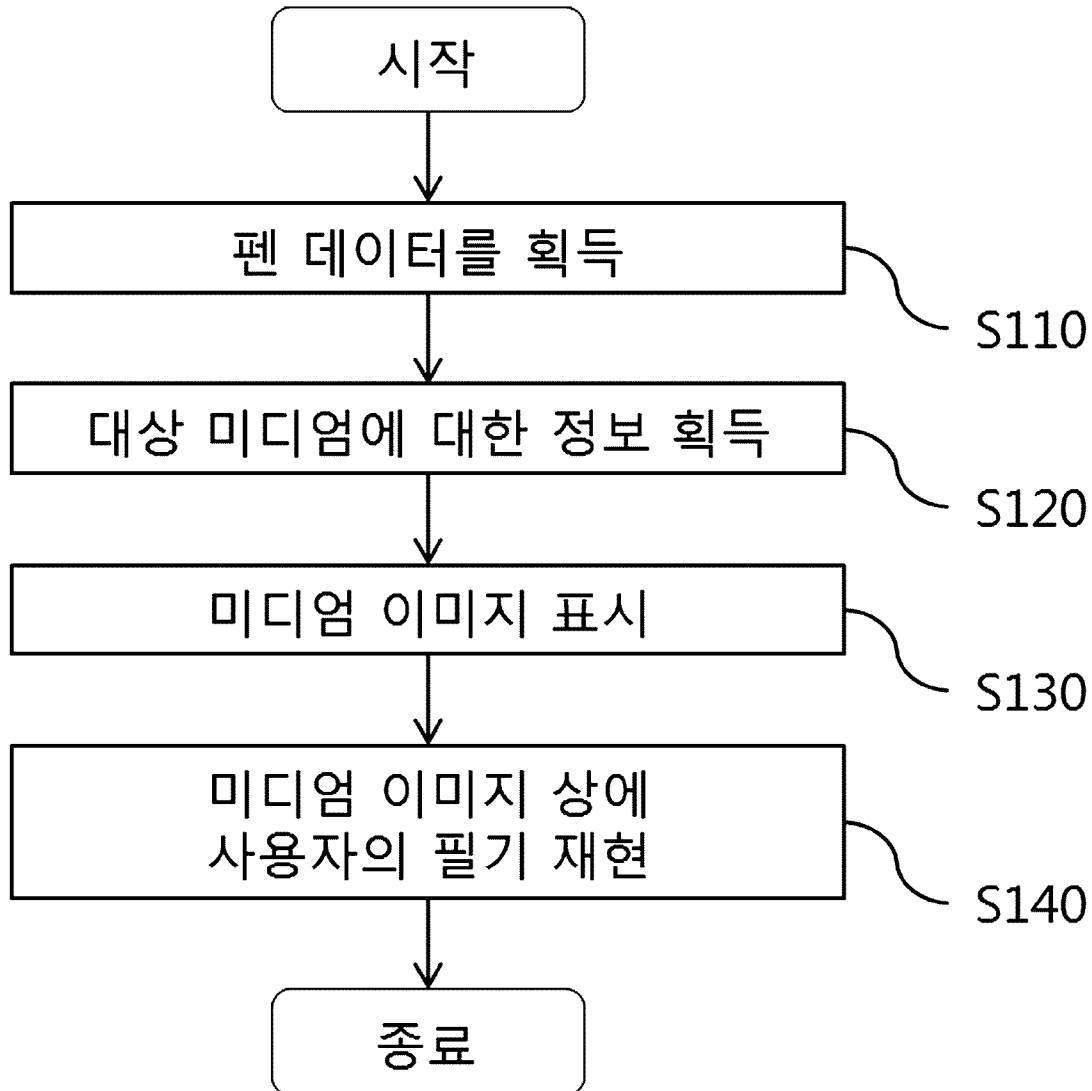 시작
펜 데이터를 획득
S110
대상 미디엄에 대한 정보 획득
S120
미디엄 이미지 표시
S130
미디엄 이미지 상에
사용자의 필기 재현
S140
종료